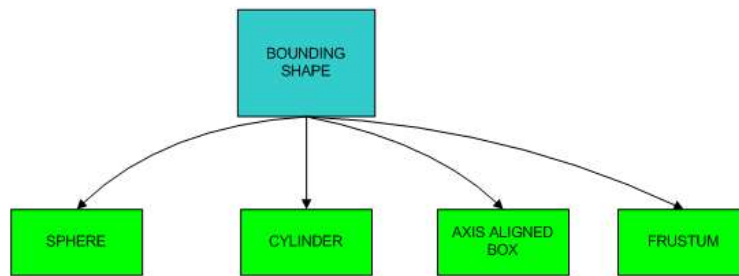 BOUNDING
SHAPE
SPHERE
CYLINDER
AXIS ALIGNED
BOX
FRUSTUM